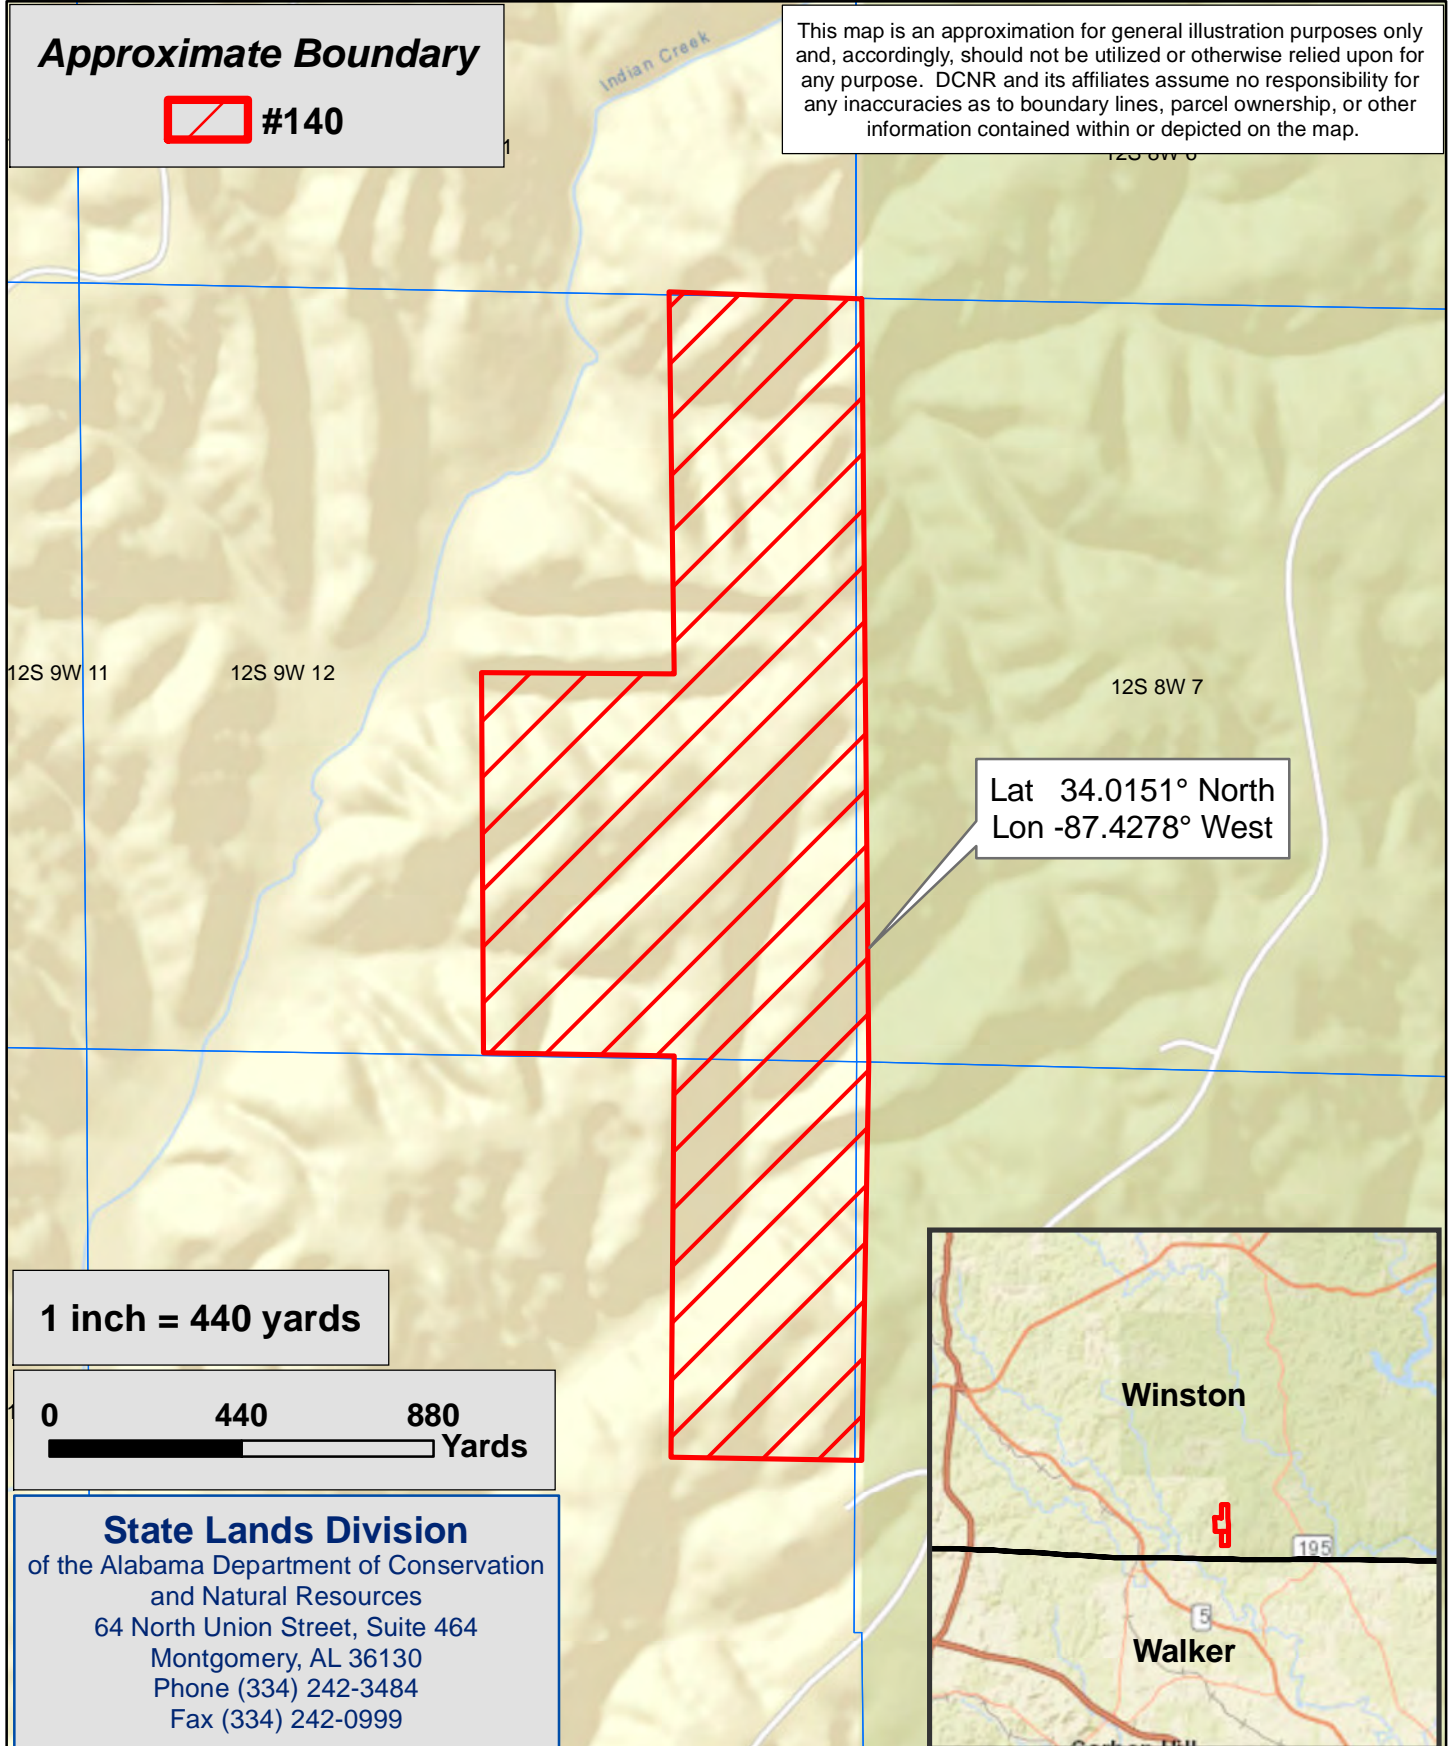 Approximate Boundary
#140
This map is an approximation for general illustration purposes only
and, accordingly, should not be utilized or otherwise relied upon for
any purpose.  DCNR and its affiliates assume no responsibility for
any inaccuracies as to boundary lines, parcel ownership, or other
information contained within or depicted on the map.
Indian Creek
1
12S 8W 6
12S 9W 11
12S 9W 12
12S 8W 7
Lat 34.0151° North
Lon -87.4278° West
1 inch = 440 yards
0 440 880
Yards
State Lands Division
of the Alabama Department of Conservation
and Natural Resources
64 North Union Street, Suite 464
Montgomery, AL 36130
Phone (334) 242-3484
Fax (334) 242-0999
Winston
195
5
Walker